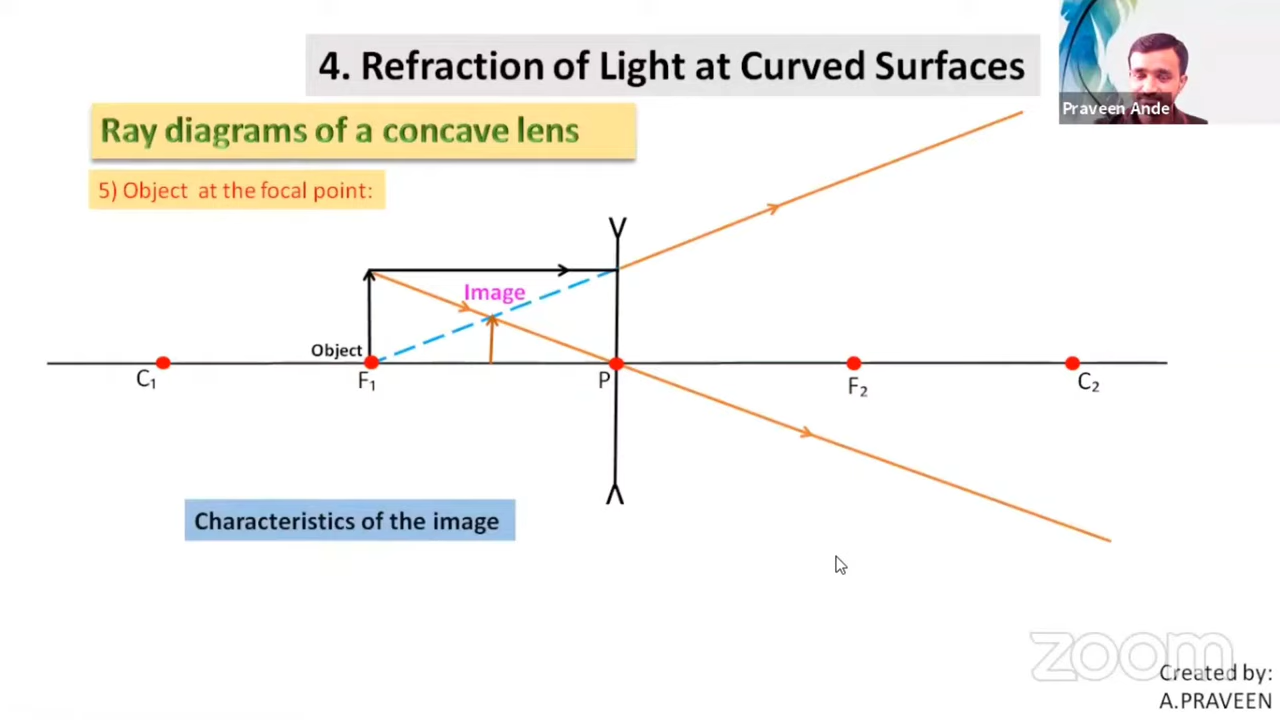 4. Refraction of Light at Curved Surfaces
Praveen Ande
Ray diagrams of a concave lens
5) Object at the focal point:
Image
Object
C₁
F₁
P
F₂
C₂
Characteristics of the image
zoom
Created by:
A.PRAVEEN